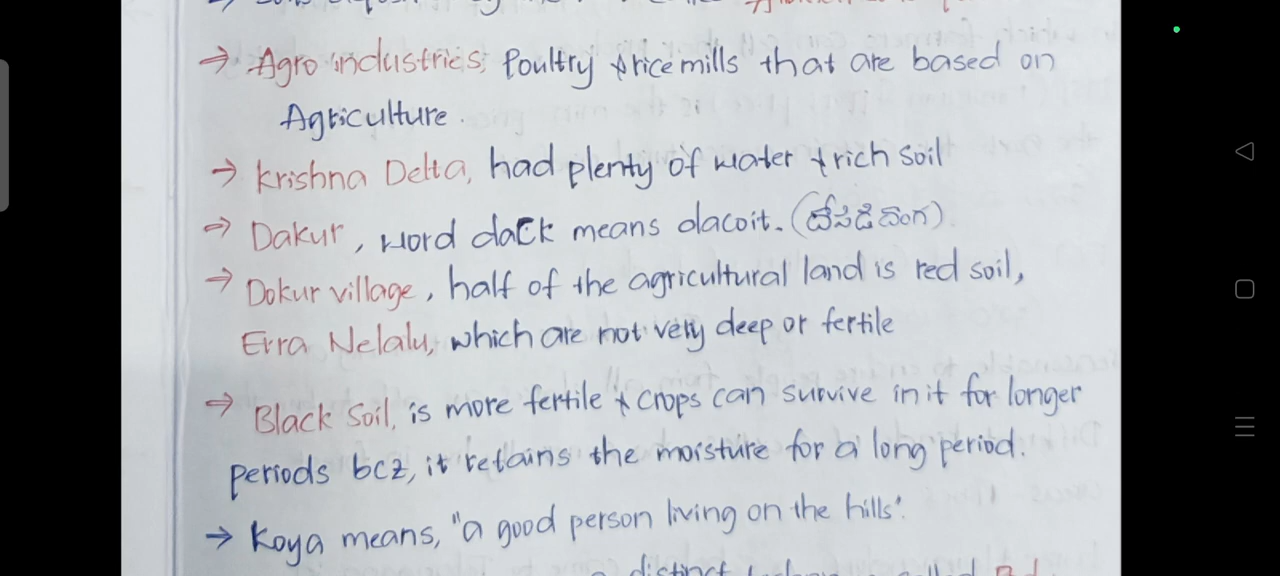 → Agro industries, Poultry & rice mills that are based on
Agriculture.
→ Krishna Delta, had plenty of water & rich soil
→ Dakur, word dack means dacoit.
→ Dokur village, half of the agricultural land is red soil,
Erra Nelalu, which are not very deep or fertile
→ Black Soil, is more fertile & crops can survive in it for longer
periods bcz, it retains the moisture for a long period.
→ Koya means, "a good person living on the hills".
distinct